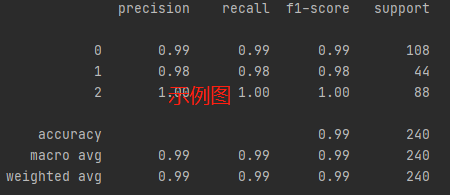 precision recall f1-score support
0 0.99 0.99 0.99 108
1 0.98 0.98 0.98 44
2 1.00 1.00 1.00 88
示例图
accuracy 0.99 240
macro avg 0.99 0.99 0.99 240
weighted avg 0.99 0.99 0.99 240